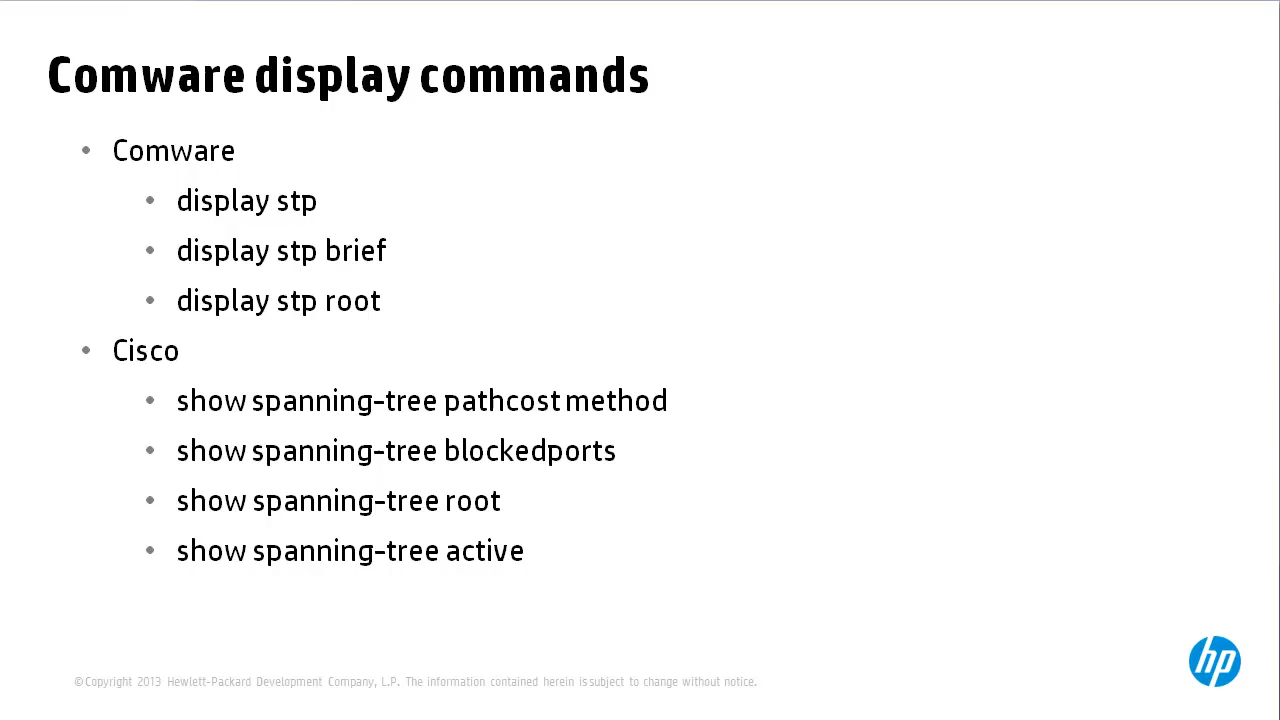 Comware display commands
• Comware
• display stp
• display stp brief
• display stp root
• Cisco
• show spanning-tree pathcost method
• show spanning-tree blockedports
• show spanning-tree root
• show spanning-tree active
hp
© Copyright 2013 Hewlett-Packard Development Company, L.P. The information contained herein is subject to change without notice.